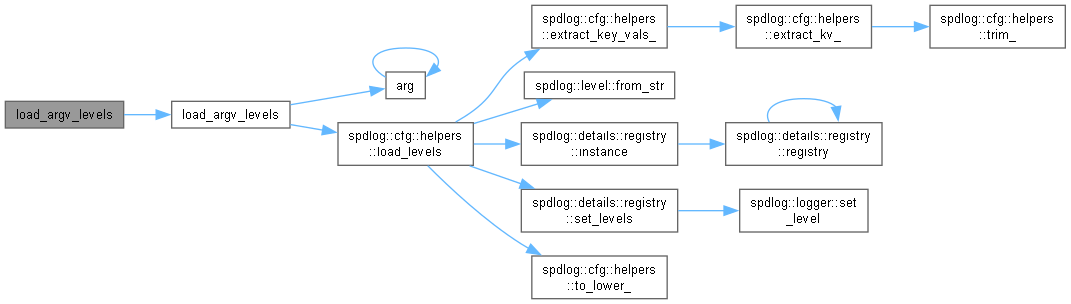 load_argv_levels
load_argv_levels
arg
spdlog::cfg::helpers
::load_levels
spdlog::cfg::helpers
::extract_key_vals_
spdlog::cfg::helpers
::extract_kv_
spdlog::cfg::helpers
::trim_
spdlog::level::from_str
spdlog::details::registry
::instance
spdlog::details::registry
::registry
spdlog::details::registry
::set_levels
spdlog::logger::set
_level
spdlog::cfg::helpers
::to_lower_